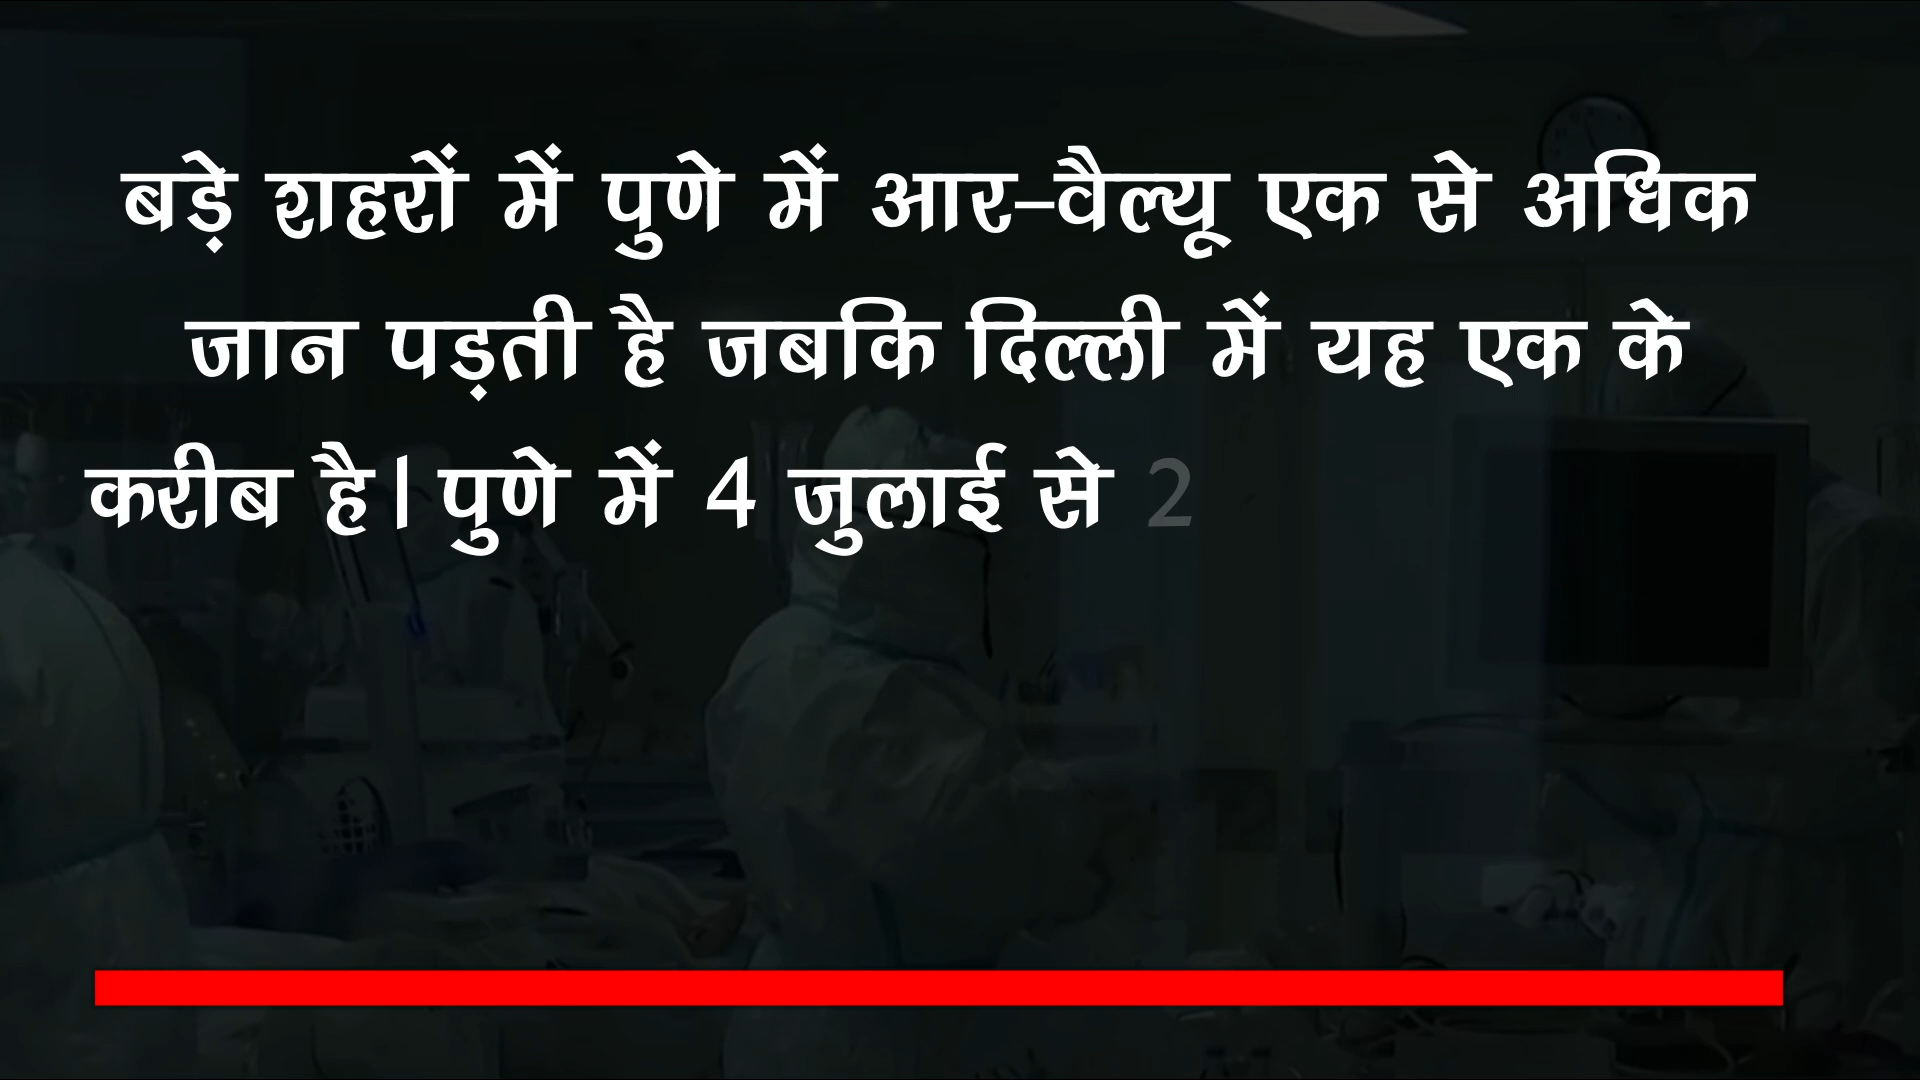 बड़े शहरों में पुणे में आर-वैल्यू एक से अधिक
जान पड़ती है जबकि दिल्ली में यह एक के
करीब है। पुणे में 4 जुलाई से 2